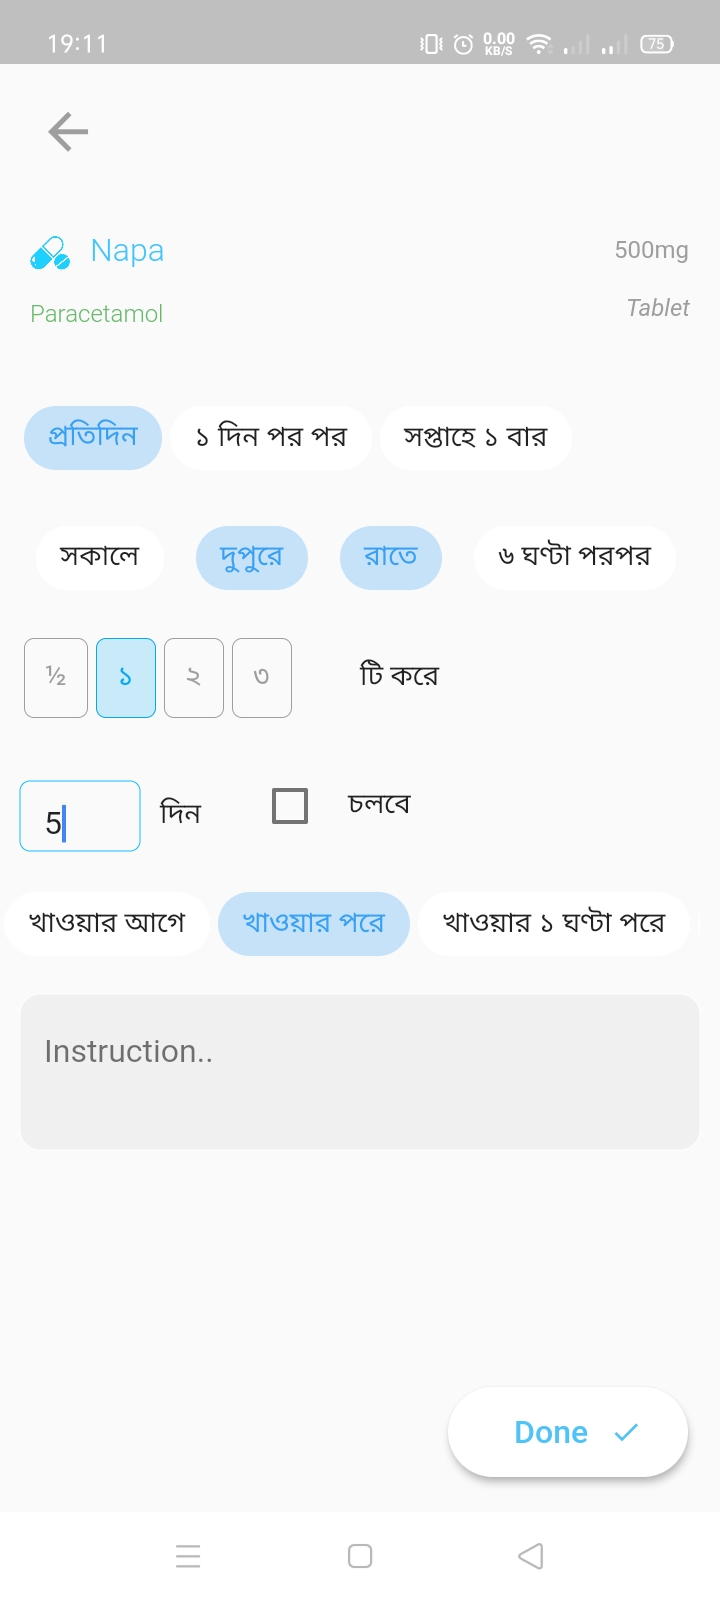 19:11 0.00 KB/S 75
Napa 500mg
Paracetamol Tablet
প্রতিদিন ১ দিন পর পর সপ্তাহে ১ বার
সকালে দুপুরে রাতে ৬ ঘণ্টা পরপর
½ ১ ২ ৩ টি করে
5 দিন চলবে
খাওয়ার আগে খাওয়ার পরে খাওয়ার ১ ঘণ্টা পরে
Instruction..
Done